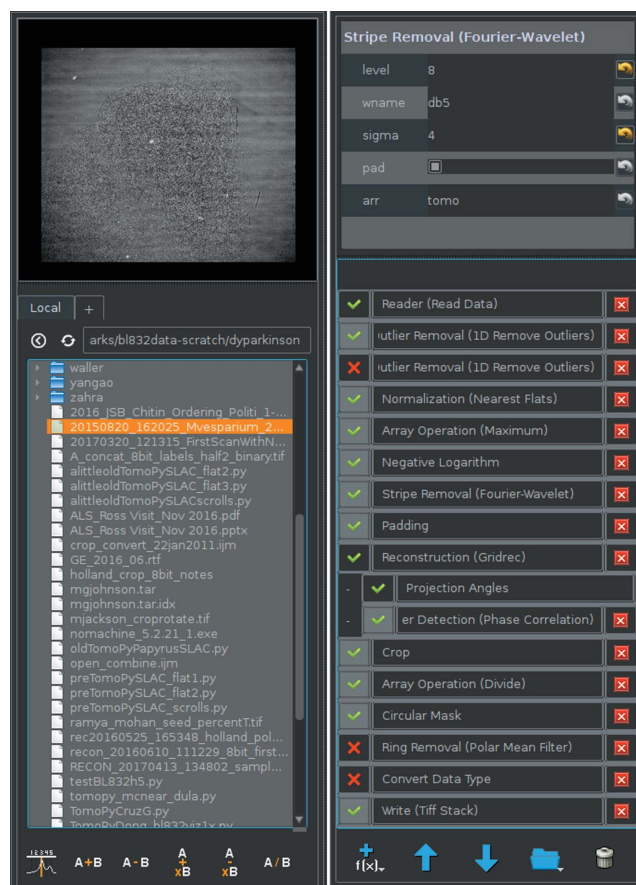 Local
+
arks/bl832data-scratch/dyparkinson
waller
yangao
zahra
2016_JSB_Chitin_Ordering_Politi_1-...
20150820_162025_Mvesparium_2...
20170320_121315_FirstScanWithN...
A_concat_8bit_labels_half2_binary.tif
alittleoldTomoPySLAC_flat2.py
alittleoldTomoPySLAC_flat3.py
alittleoldTomoPySLACscrolls.py
ALS_Ross Visit_Nov 2016.pdf
ALS_Ross Visit_Nov 2016.pptx
crop_convert_22jan2011.ijm
GE_2016_06.rtf
holland_crop_8bit_notes
mgjohnson.tar
mgjohnson.tar.idx
mjackson_croprotate.tif
nomachine_5.2.21_1.exe
oldTomoPyPapyrusSLAC.py
open_combine.ijm
preTomoPySLAC_flat1.py
preTomoPySLAC_flat2.py
preTomoPySLAC_scrolls.py
ramya_mohan_seed_percentT.tif
rec20160525_165348_holland_pol...
recon_20160610_111229_8bit_first...
RECON_20170413_134802_sampl...
testBL832h5.py
tomopy_mcnear_dula.py
TomoPyCruzG.py
TomoPyDong_bl832viz1x.py
12345
A+B
A-B
A
+
xB
A
-
xB
A/B
Stripe Removal (Fourier-Wavelet)
level 8
wname db5
sigma 4
pad
arr tomo
Reader (Read Data)
utlier Removal (1D Remove Outliers)
utlier Removal (1D Remove Outliers)
Normalization (Nearest Flats)
Array Operation (Maximum)
Negative Logarithm
Stripe Removal (Fourier-Wavelet)
Padding
Reconstruction (Gridrec)
- Projection Angles
- er Detection (Phase Correlation)
Crop
Array Operation (Divide)
Circular Mask
Ring Removal (Polar Mean Filter)
Convert Data Type
Write (Tiff Stack)
+
f(x)